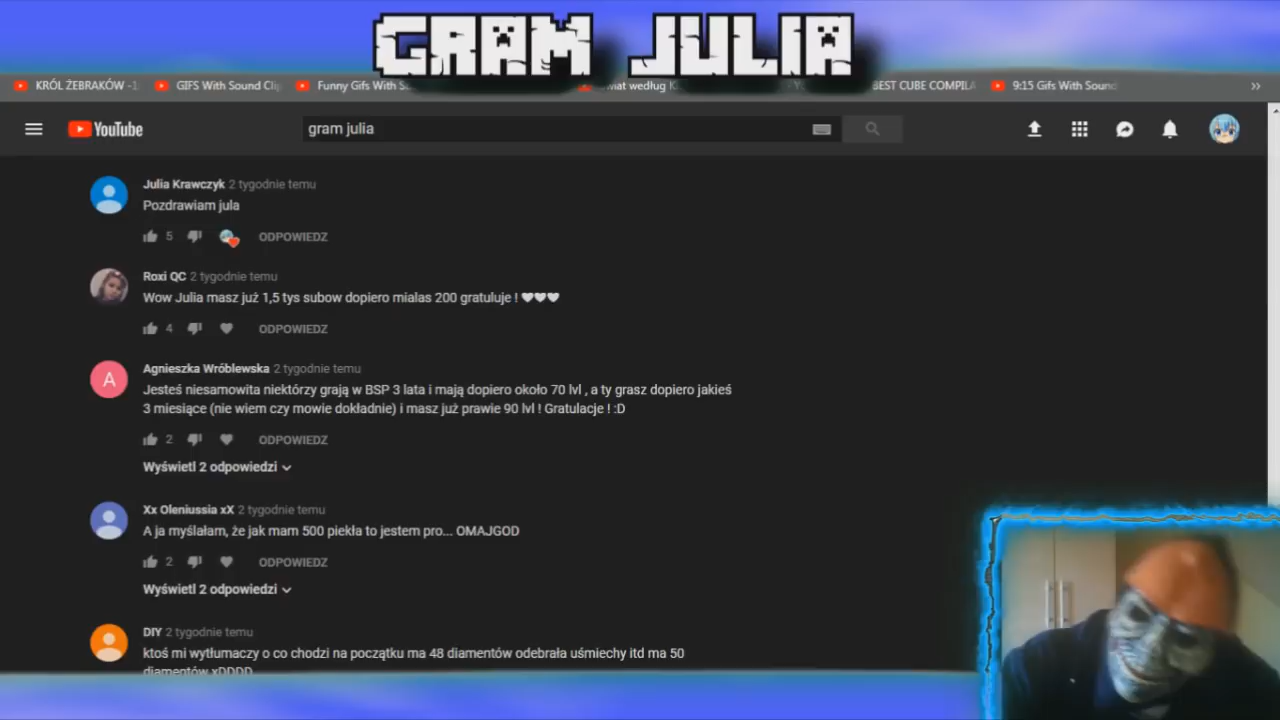 GRAM JULIA
KRÓL ŻEBRAKÓW -1
GIFS With Sound Clip
Funny Gifs With S
wiat według K
BEST CUBE COMPILA
9:15 Gifs With Sound
YouTube
gram julia
Julia Krawczyk 2 tygodnie temu
Pozdrawiam jula
5 ODPOWIEDZ
Roxi QC 2 tygodnie temu
Wow Julia masz już 1,5 tys subow dopiero mialas 200 gratuluje ! ❤❤❤
4 ODPOWIEDZ
A
Agnieszka Wróblewska 2 tygodnie temu
Jesteś niesamowita niektórzy grają w BSP 3 lata i mają dopiero około 70 lvl , a ty grasz dopiero jakieś
3 miesiące (nie wiem czy mowie dokładnie) i masz już prawie 90 lvl ! Gratulacje ! :D
2 ODPOWIEDZ
Wyświetl 2 odpowiedzi
Xx Oleniussia xX 2 tygodnie temu
A ja myślałam, że jak mam 500 piekła to jestem pro... OMAJGOD
2 ODPOWIEDZ
Wyświetl 2 odpowiedzi
DIY 2 tygodnie temu
ktoś mi wytłumaczy o co chodzi na początku ma 48 diamentów odebrała uśmiechy itd ma 50
diamentów xDDDD